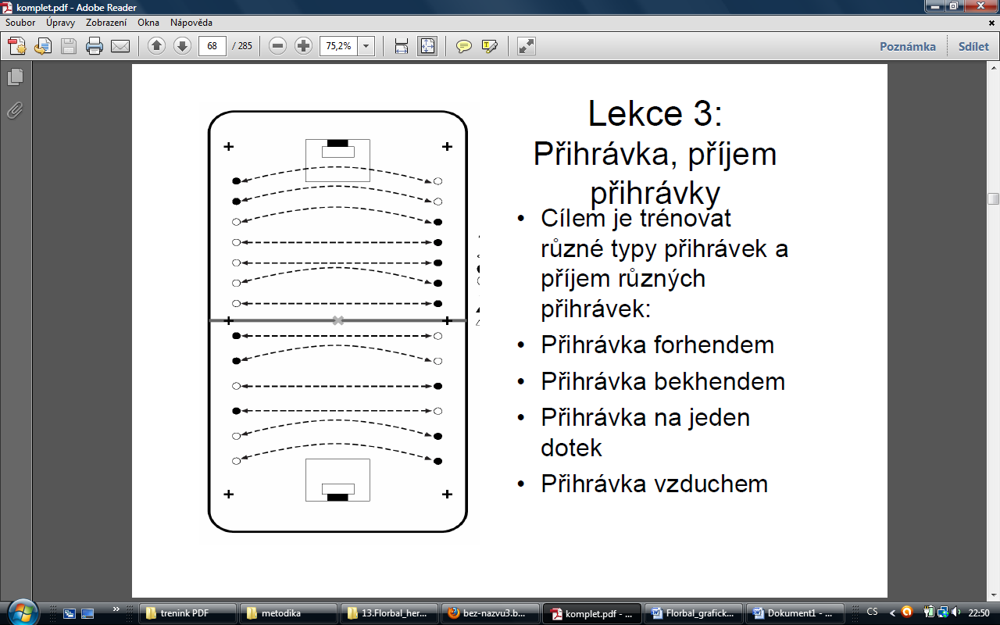 komplet.pdf - Adobe Reader
Soubor Úpravy Zobrazení Okna Nápověda
68 / 285 75,2% Poznámka Sdílet
Lekce 3:
Přihrávka, příjem
přihrávky
• Cílem je trénovat
různé typy přihrávek a
příjem různých
přihrávek:
• Přihrávka forhendem
• Přihrávka bekhendem
• Přihrávka na jeden
dotek
• Přihrávka vzduchem
trenink PDF metodika 13.Florbal_her... bez-nazvu3.b... komplet.pdf - ... Florbal_grafick... Dokument1 - ... CS 22:50